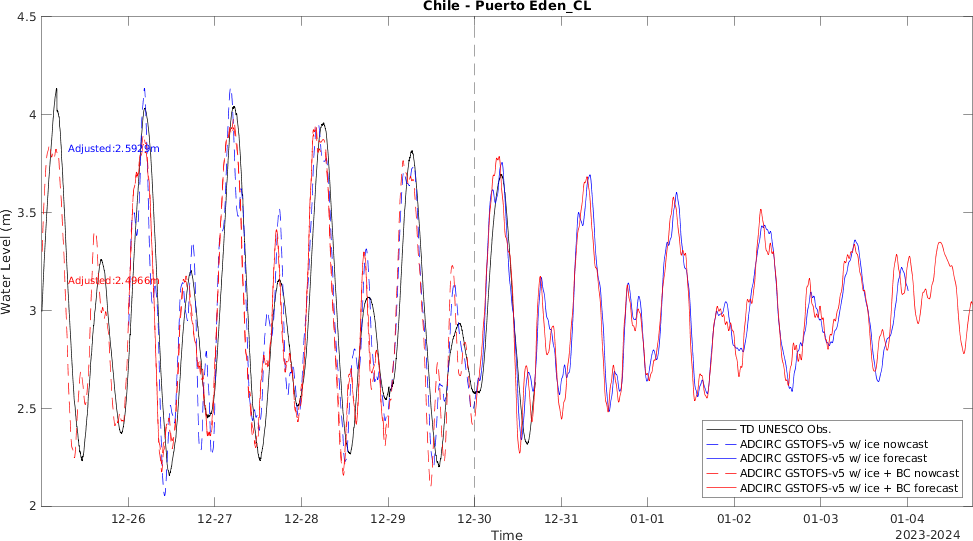 Chile - Puerto Eden_CL
4.5
4
3.5
3
2.5
2
Water Level (m)
Adjusted:2.5929m
Adjusted:2.4966m
TD UNESCO Obs.
ADCIRC GSTOFS-v5 w/ ice nowcast
ADCIRC GSTOFS-v5 w/ ice forecast
ADCIRC GSTOFS-v5 w/ ice + BC nowcast
ADCIRC GSTOFS-v5 w/ ice + BC forecast
12-26 12-27 12-28 12-29 12-30 12-31 01-01 01-02 01-03 01-04
Time
2023-2024